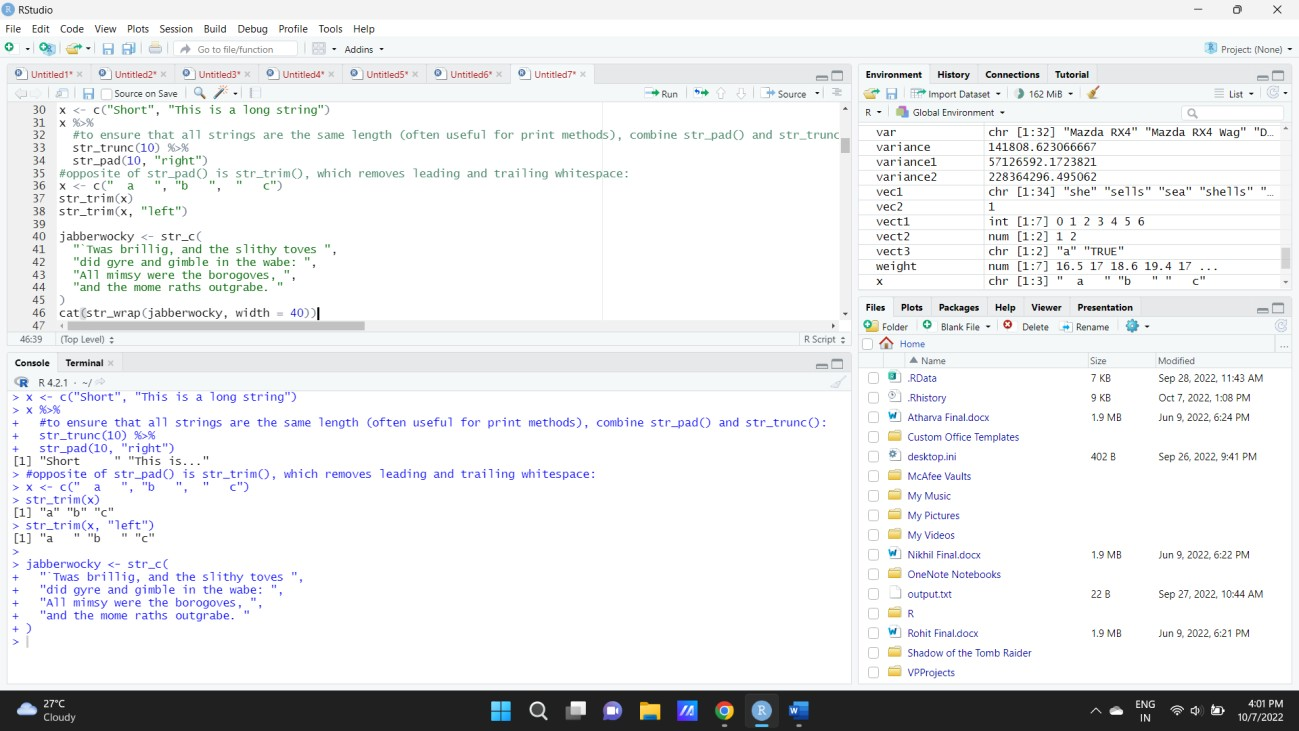 RStudio
File Edit Code View Plots Session Build Debug Profile Tools Help
Go to file/function Addins Project: (None)
Untitled1* Untitled2* Untitled3* Untitled4* Untitled5* Untitled6* Untitled7*
Source on Save Run Source
30 x <- c("Short", "This is a long string")
31 x %>%
32 #to ensure that all strings are the same length (often useful for print methods), combine str_pad() and str_trunc
33 str_trunc(10) %>%
34 str_pad(10, "right")
35 #opposite of str_pad() is str_trim(), which removes leading and trailing whitespace:
36 x <- c("  a   ", "b   ",  "   c")
37 str_trim(x)
38 str_trim(x, "left")
39
40 jabberwocky <- str_c(
41 "`Twas brillig, and the slithy toves ",
42 "did gyre and gimble in the wabe: ",
43 "All mimsy were the borogoves, ",
44 "and the mome raths outgrabe. "
45 )
46 cat(str_wrap(jabberwocky, width = 40))
47
46:39 (Top Level) R Script
Console Terminal
R 4.2.1 · ~/
> x <- c("Short", "This is a long string")
> x %>%
+ #to ensure that all strings are the same length (often useful for print methods), combine str_pad() and str_trunc():
+ str_trunc(10) %>%
+ str_pad(10, "right")
[1] "Short     " "This is..."
> #opposite of str_pad() is str_trim(), which removes leading and trailing whitespace:
> x <- c("  a   ", "b   ",  "   c")
> str_trim(x)
[1] "a" "b" "c"
> str_trim(x, "left")
[1] "a   " "b   " "c"
>
> jabberwocky <- str_c(
+ "`Twas brillig, and the slithy toves ",
+ "did gyre and gimble in the wabe: ",
+ "All mimsy were the borogoves, ",
+ "and the mome raths outgrabe. "
+ )
>
Environment History Connections Tutorial
Import Dataset 162 MiB List
R Global Environment
var chr [1:32] "Mazda RX4" "Mazda RX4 Wag" "D…
variance 141808.623066667
variance1 57126592.1723821
variance2 228364296.495062
vec1 chr [1:34] "she" "sells" "sea" "shells" "…
vec2 1
vect1 int [1:7] 0 1 2 3 4 5 6
vect2 num [1:2] 1 2
vect3 chr [1:2] "a" "TRUE"
weight num [1:7] 16.5 17 18.6 19.4 17 ...
x chr [1:3] "  a   " "b   " "   c"
Files Plots Packages Help Viewer Presentation
Folder Blank File Delete Rename
Home ...
Name Size Modified
.RData 7 KB Sep 28, 2022, 11:43 AM
.Rhistory 9 KB Oct 7, 2022, 1:08 PM
Atharva Final.docx 1.9 MB Jun 9, 2022, 6:24 PM
Custom Office Templates
desktop.ini 402 B Sep 26, 2022, 9:41 PM
McAfee Vaults
My Music
My Pictures
My Videos
Nikhil Final.docx 1.9 MB Jun 9, 2022, 6:22 PM
OneNote Notebooks
output.txt 22 B Sep 27, 2022, 10:44 AM
R
Rohit Final.docx 1.9 MB Jun 9, 2022, 6:21 PM
Shadow of the Tomb Raider
VPProjects
27°C
Cloudy
ENG
IN
4:01 PM
10/7/2022